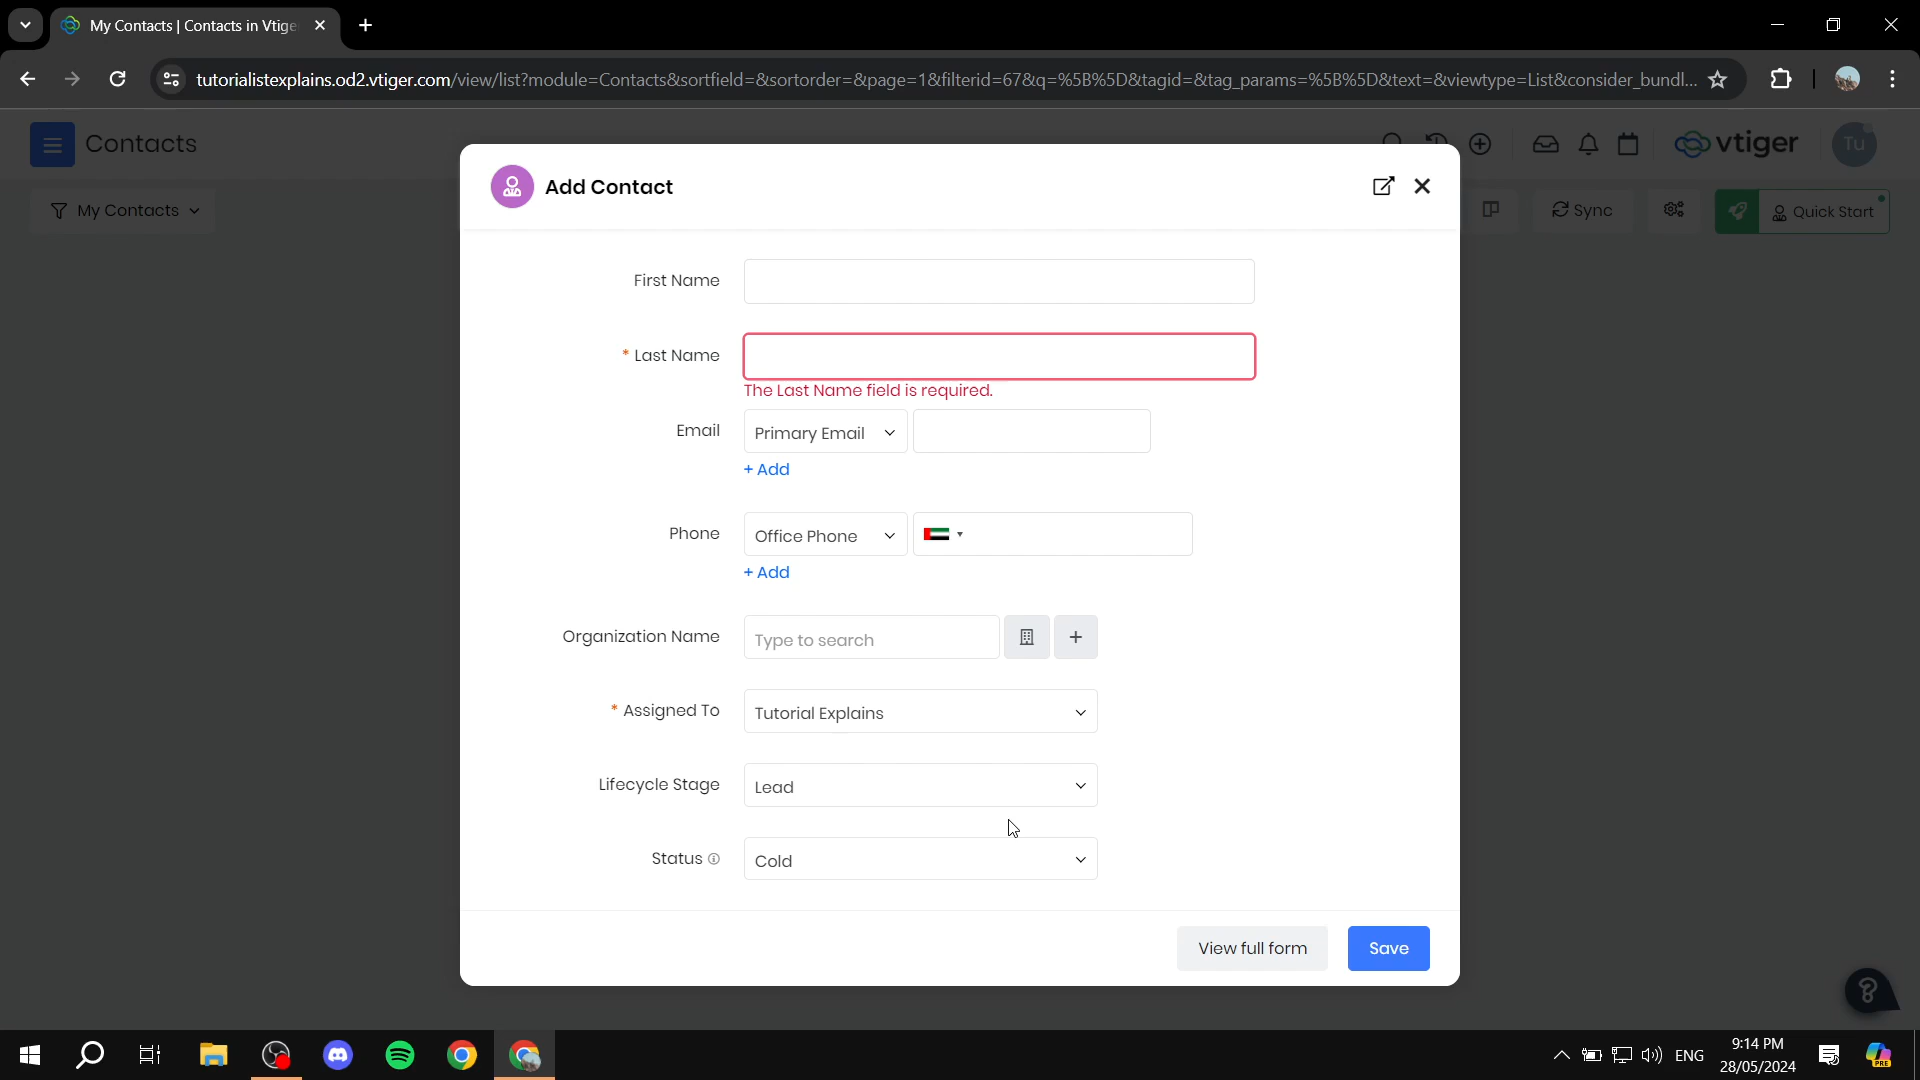 My Contacts | Contacts in Vtige
tutorialistexplains.od2.vtiger.com/view/list?module=Contacts&sortfield=&sortorder=&page=1&filterid=67&q=%5B%5D&tagid=&tag_params=%5B%5D&text=&viewtype=List&consider_bundl...
Contacts
vtiger
Tu
My Contacts
Sync
Quick Start
Add Contact
First Name
* Last Name
The Last Name field is required.
Email
Primary Email
+ Add
Phone
Office Phone
+ Add
Organization Name
Type to search
+
* Assigned To
Tutorial Explains
Lifecycle Stage
Lead
Status
Cold
View full form
Save
?
ENG
9:14 PM
28/05/2024
PRE